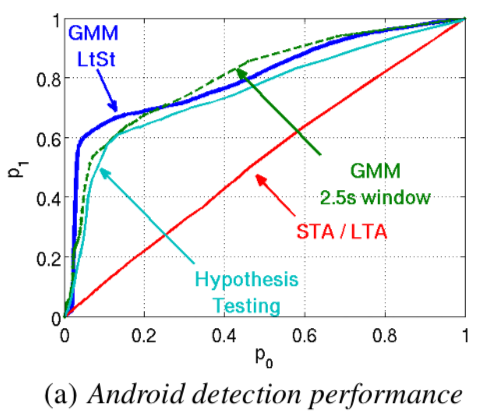 1
0.8
0.6
0.4
0.2
0
p1
GMM
LtSt
GMM
2.5s window
STA / LTA
Hypothesis
Testing
0
0.2
0.4
0.6
0.8
1
p0
(a) Android detection performance